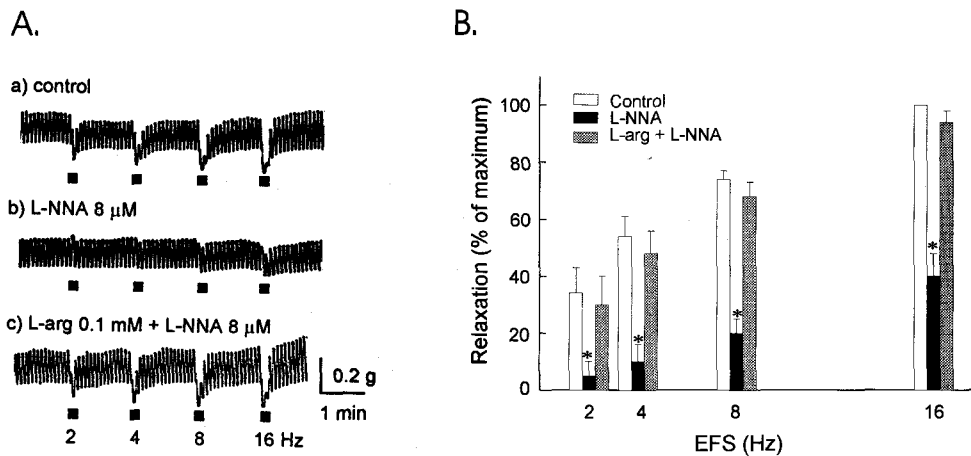 A.
a) control
b) L-NNA 8 µM
c) L-arg 0.1 mM + L-NNA 8 µM
0.2 g
1 min
2 4 8 16 Hz
B.
Control
L-NNA
L-arg + L-NNA
Relaxation (% of maximum)
100
80
60
40
20
0
* * * *
2 4 8 16
EFS (Hz)